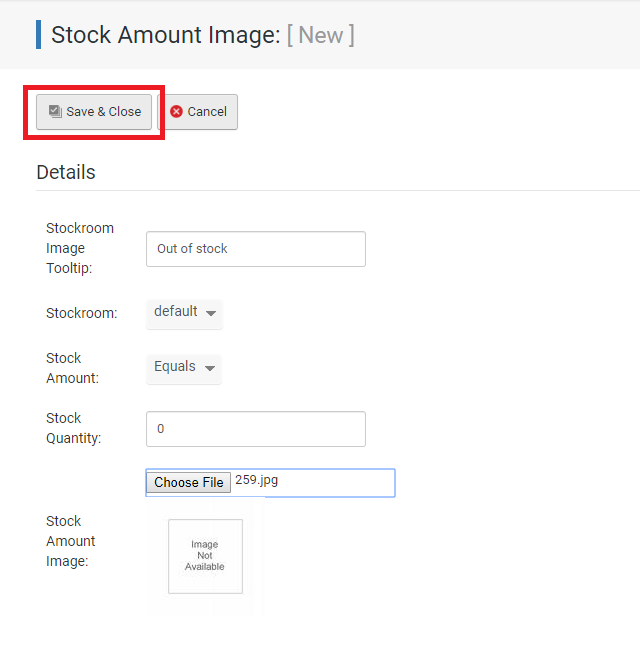 Stock Amount Image: [ New ]
Save & Close Cancel
Details
Stockroom
Image
Tooltip:
Out of stock
Stockroom:
default
Stock
Amount:
Equals
Stock
Quantity:
0
Choose File 259.jpg
Stock
Amount
Image:
Image
Not
Available